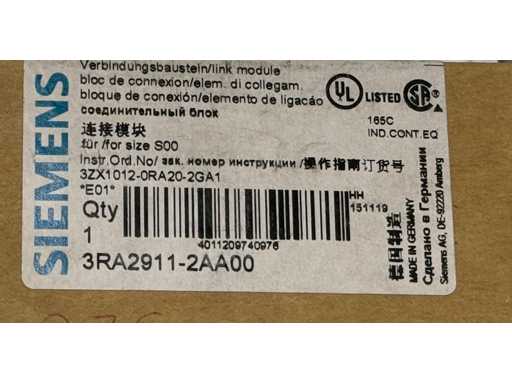 SIEMENS
Verbindungsbaustein/link module
bloc de connexion/elem. di collegam.
bloque de conexión/elemento de ligacáo
соединительный блок
连接模块
für /for size S00
Instr.Ord.No/ зак. номер инструкции /操作指南订货号
3ZX1012-0RA20-2GA1
*E01*
Qty
1
4011209740976
HH
151119
3RA2911-2AA00
UL
LISTED
SA
165C
IND.CONT.EQ
德国制造
MADE IN GERMANY
Сделано в Германии
Siemens AG, DE-92220 Amberg